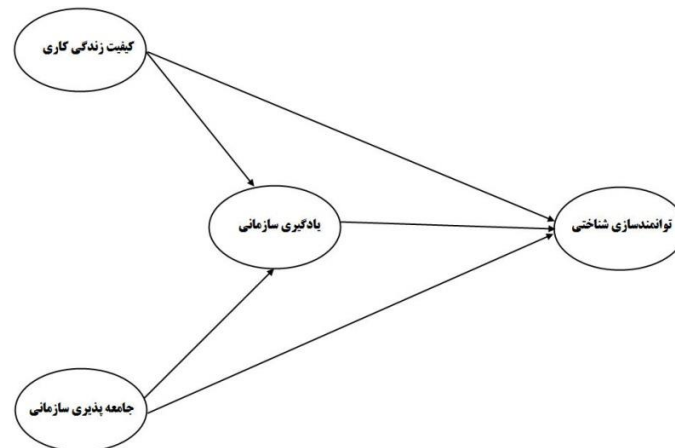 کیفیت زندگی کاری
یادگیری سازمانی
توانمندسازی شناختی
جامعه پذیری سازمانی